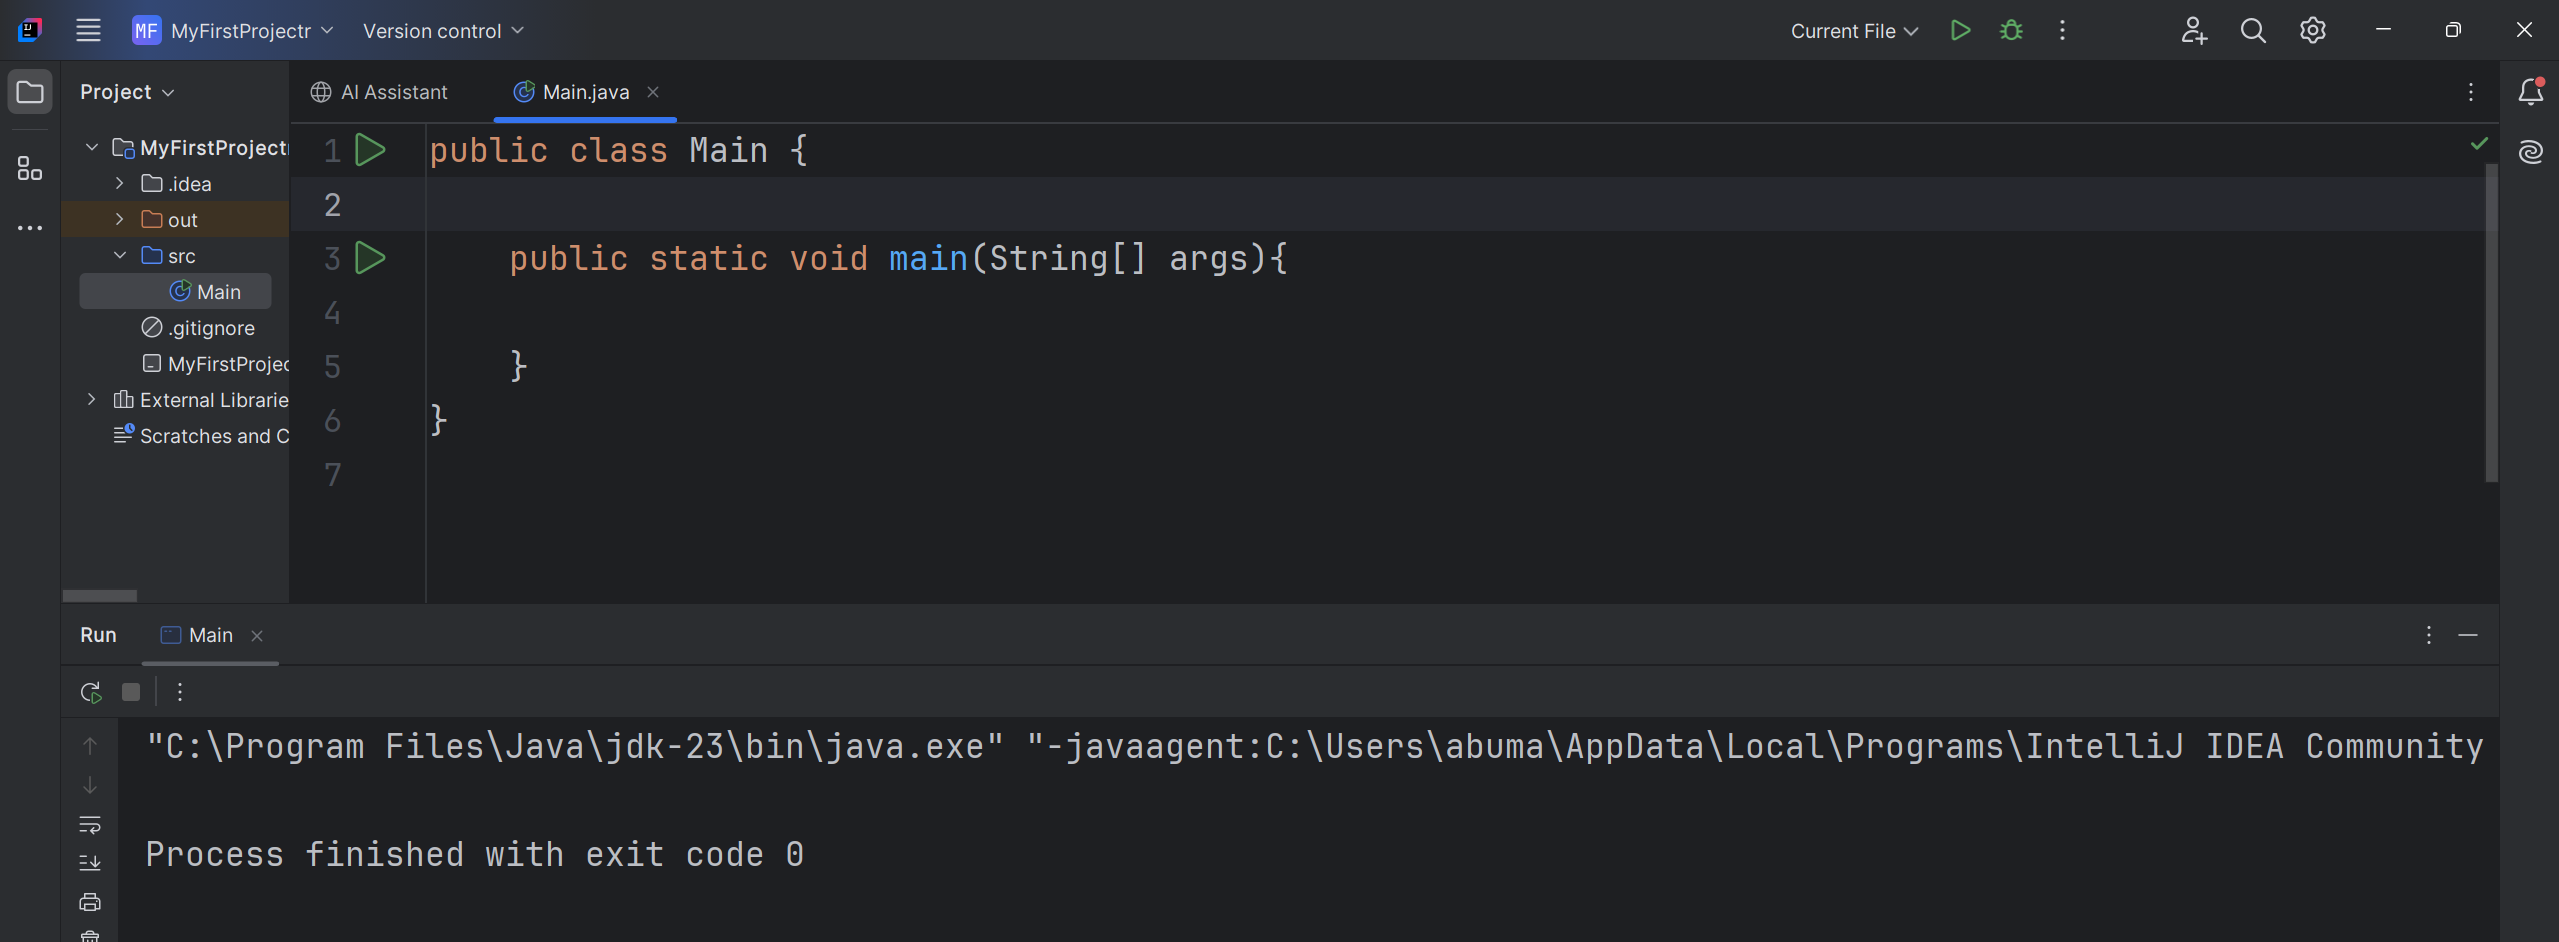 MF MyFirstProjectr Version control Current File
Project AI Assistant Main.java
MyFirstProjectr
.idea
out
src
Main
.gitignore
MyFirstProjec
External Librarie
Scratches and C
1 public class Main {
2
3 public static void main(String[] args){
4
5 }
6 }
7
Run Main
"C:\Program Files\Java\jdk-23\bin\java.exe" "-javaagent:C:\Users\abuma\AppData\Local\Programs\IntelliJ IDEA Community
Process finished with exit code 0